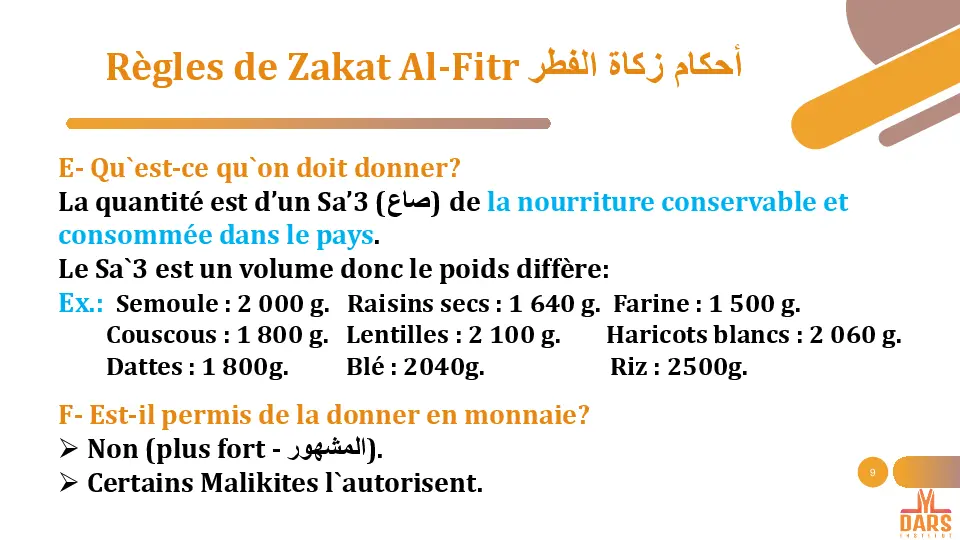 Règles de Zakat Al-Fitr أحكام زكاة الفطر
E- Qu`est-ce qu`on doit donner?
La quantité est d’un Sa’3 (صاع) de la nourriture conservable et
consommée dans le pays.
Le Sa`3 est un volume donc le poids diffère:
Ex.: Semoule : 2 000 g. Raisins secs : 1 640 g. Farine : 1 500 g.
Couscous : 1 800 g. Lentilles : 2 100 g. Haricots blancs : 2 060 g.
Dattes : 1 800g. Blé : 2040g. Riz : 2500g.
F- Est-il permis de la donner en monnaie?
➢ Non (plus fort - المشهور).
➢ Certains Malikites l`autorisent.
9
DARS
INSTITUT